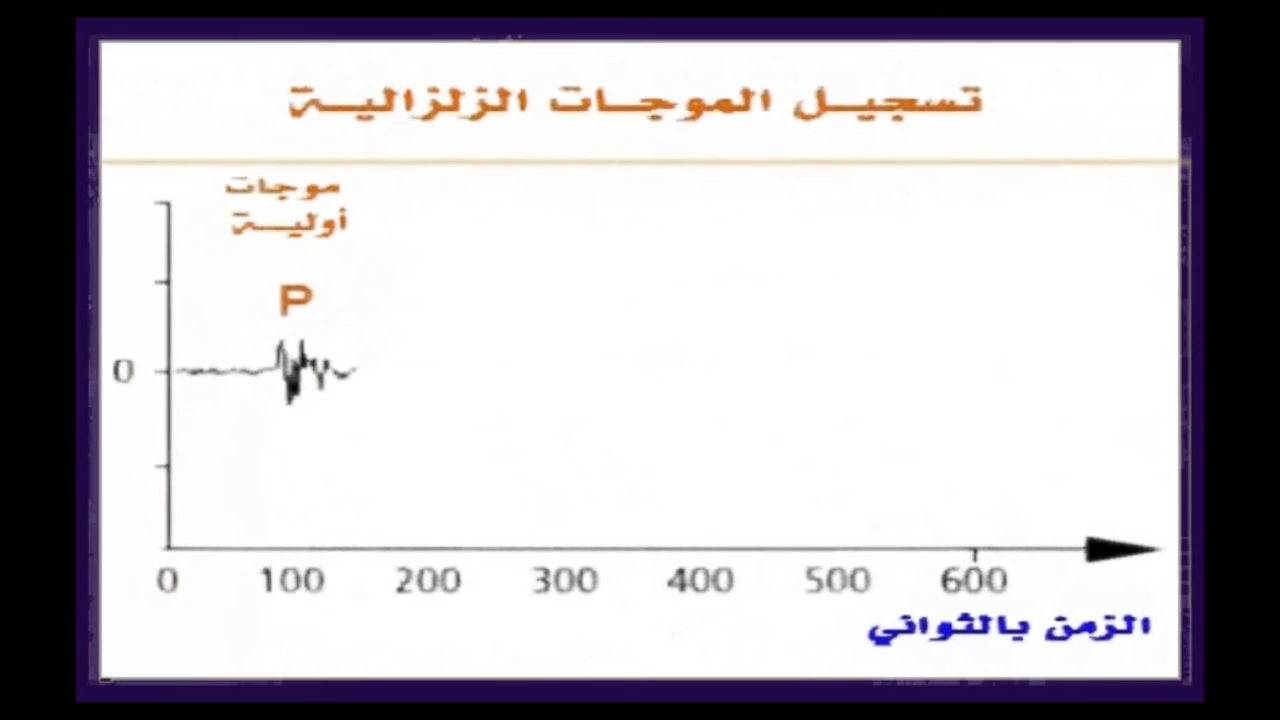 تسجيل الموجات الزلزالية
موجات
أولية
P
0
0 100 200 300 400 500 600
الزمن بالثواني